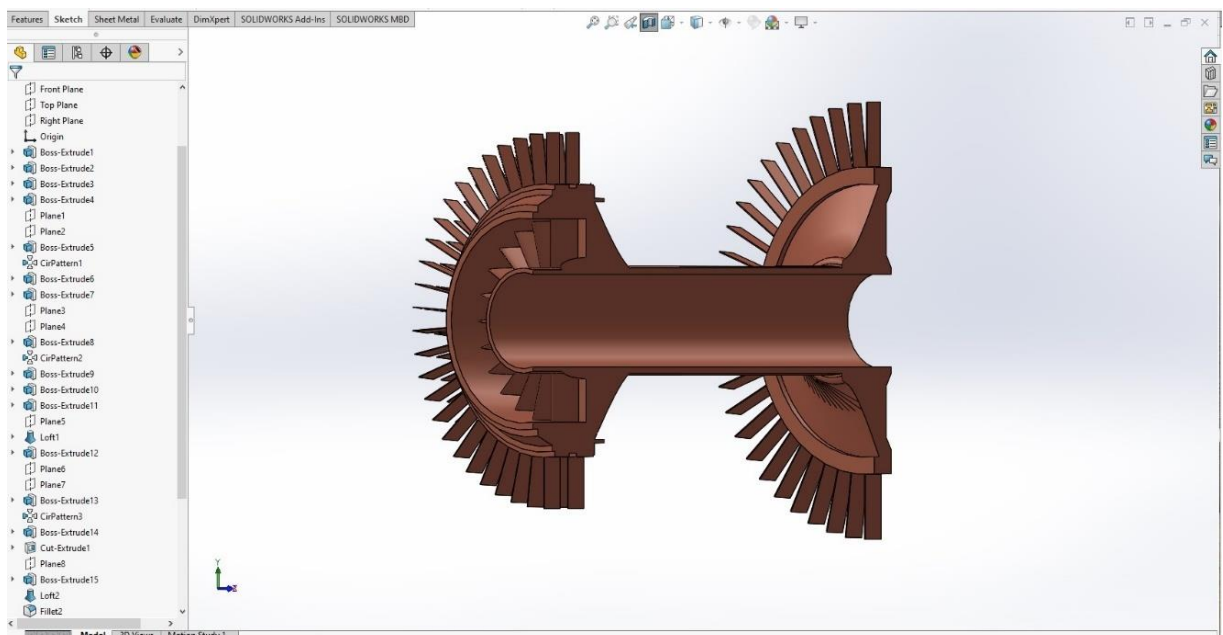 Features Sketch Sheet Metal Evaluate DimXpert SOLIDWORKS Add-Ins SOLIDWORKS MBD
Front Plane
Top Plane
Right Plane
Origin
Boss-Extrude1
Boss-Extrude2
Boss-Extrude3
Boss-Extrude4
Plane1
Plane2
Boss-Extrude5
CirPattern1
Boss-Extrude6
Boss-Extrude7
Plane3
Plane4
Boss-Extrude8
CirPattern2
Boss-Extrude9
Boss-Extrude10
Boss-Extrude11
Plane5
Loft1
Boss-Extrude12
Plane6
Plane7
Boss-Extrude13
CirPattern3
Boss-Extrude14
Cut-Extrude1
Plane8
Boss-Extrude15
Loft2
Fillet2
Y
Z
Model 3D Views Motion Study 1